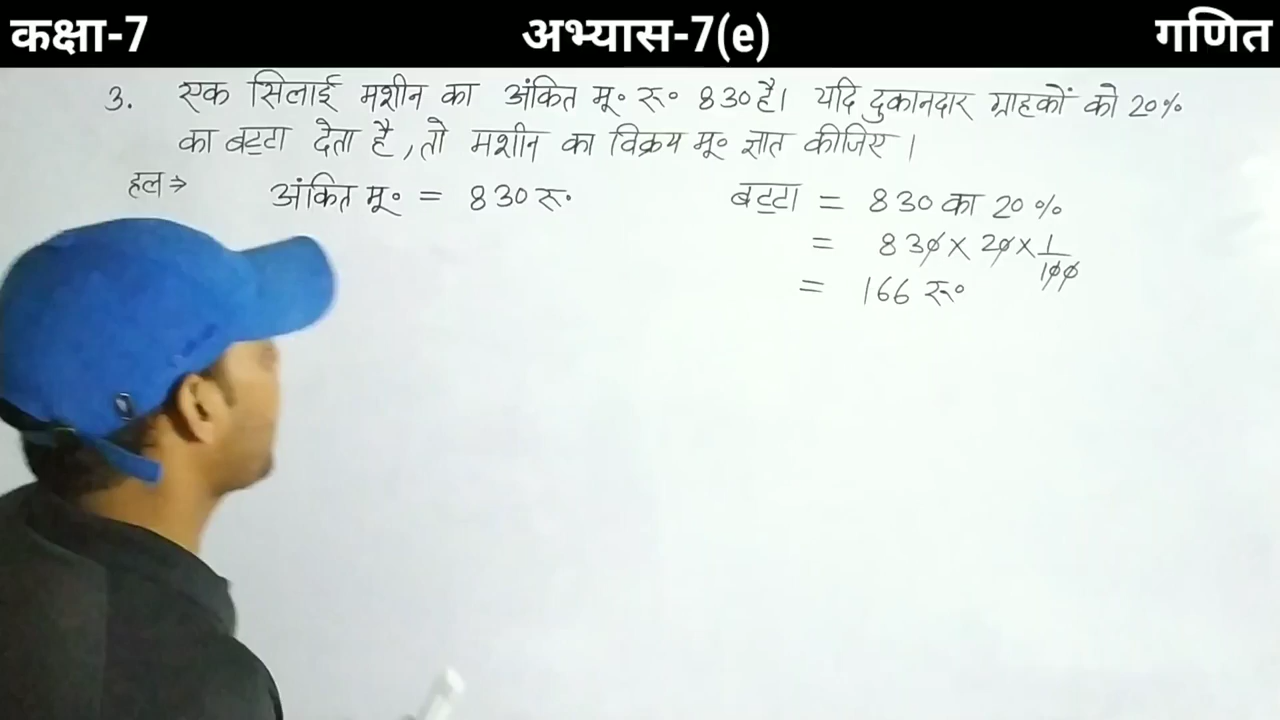 कक्षा-7 अभ्यास-7(e) गणित
3. एक सिलाई मशीन का अंकित मू॰ रु॰ 830 है। यदि दुकानदार ग्राहकों को 20%
का बट्टा देता है, तो मशीन का विक्रय मू॰ ज्ञात कीजिए।
हल⇒ अंकित मू॰ = 830 रु॰
बट्टा = 830 का 20%
= 830 × 20 × 1/100
= 166 रु॰